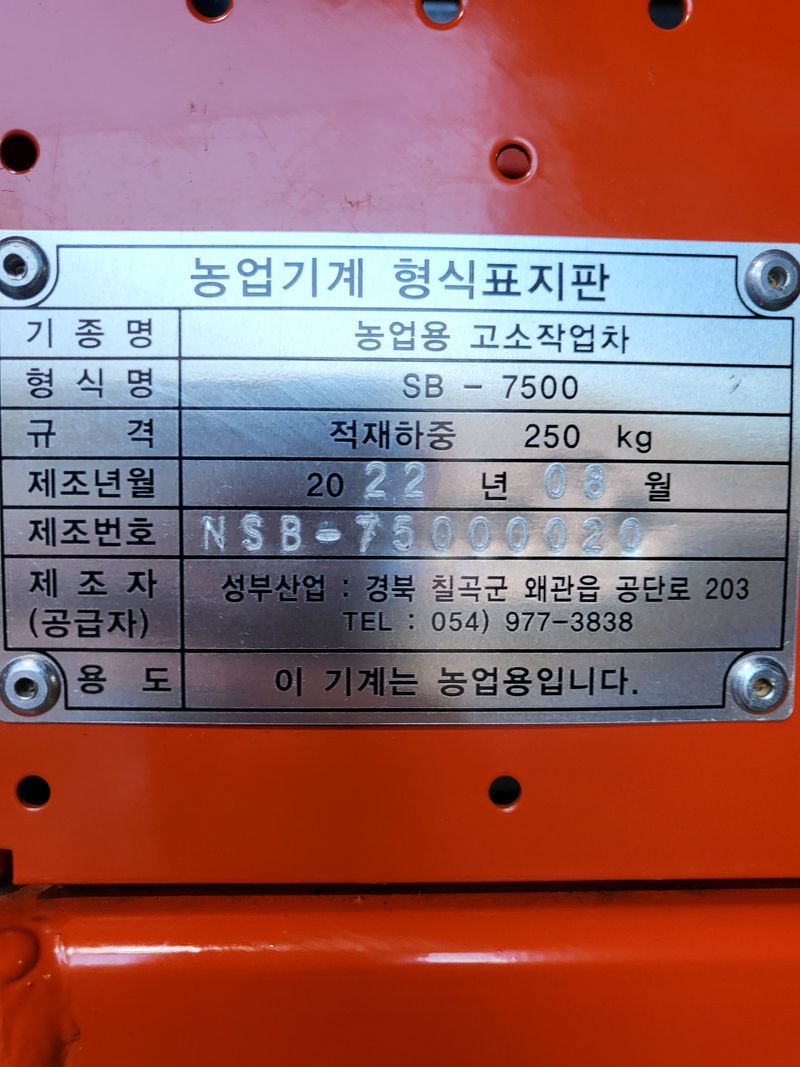 농업기계 형식표지판
기 종 명 농업용 고소작업차
형 식 명 SB - 7500
규 격 적재하중 250 kg
제조년월 20 22 년 08 월
제조번호 NSB-75000020
제 조 자 성부산업 : 경북 칠곡군 왜관읍 공단로 203
(공급자) TEL : 054) 977-3838
용 도 이 기계는 농업용입니다.